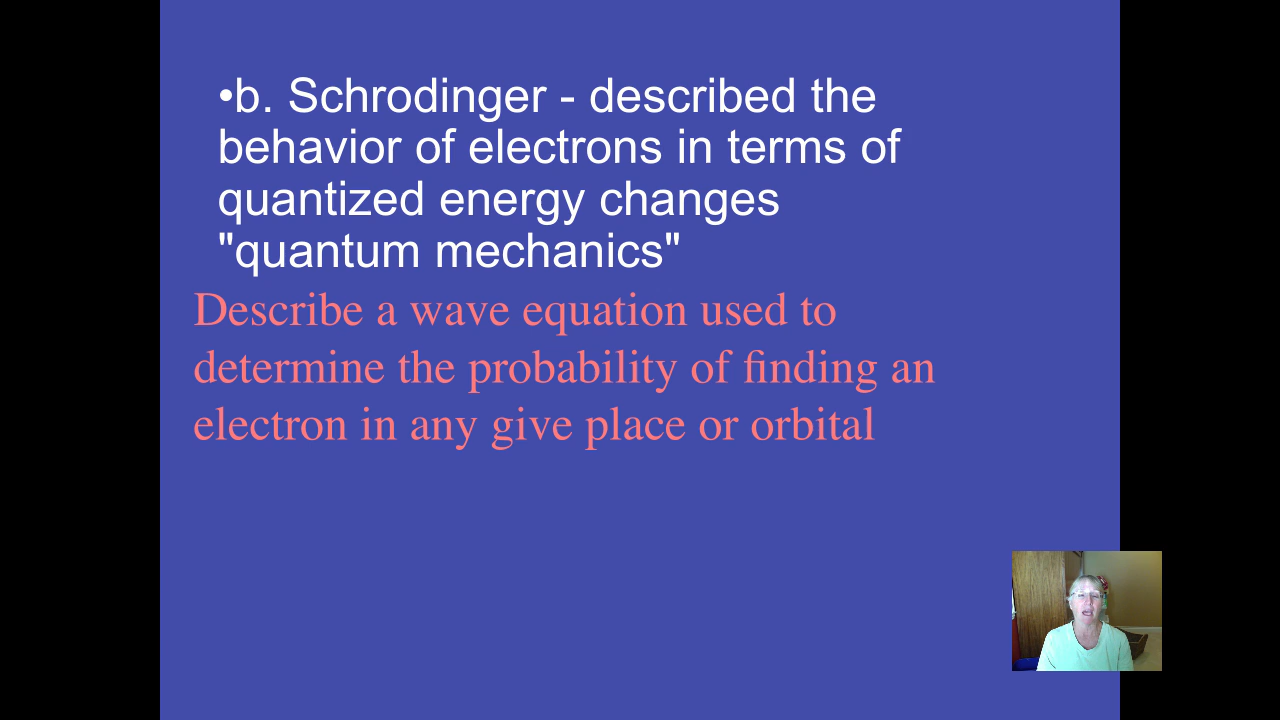 •b. Schrodinger - described the
behavior of electrons in terms of
quantized energy changes
"quantum mechanics"
Describe a wave equation used to
determine the probability of finding an
electron in any give place or orbital